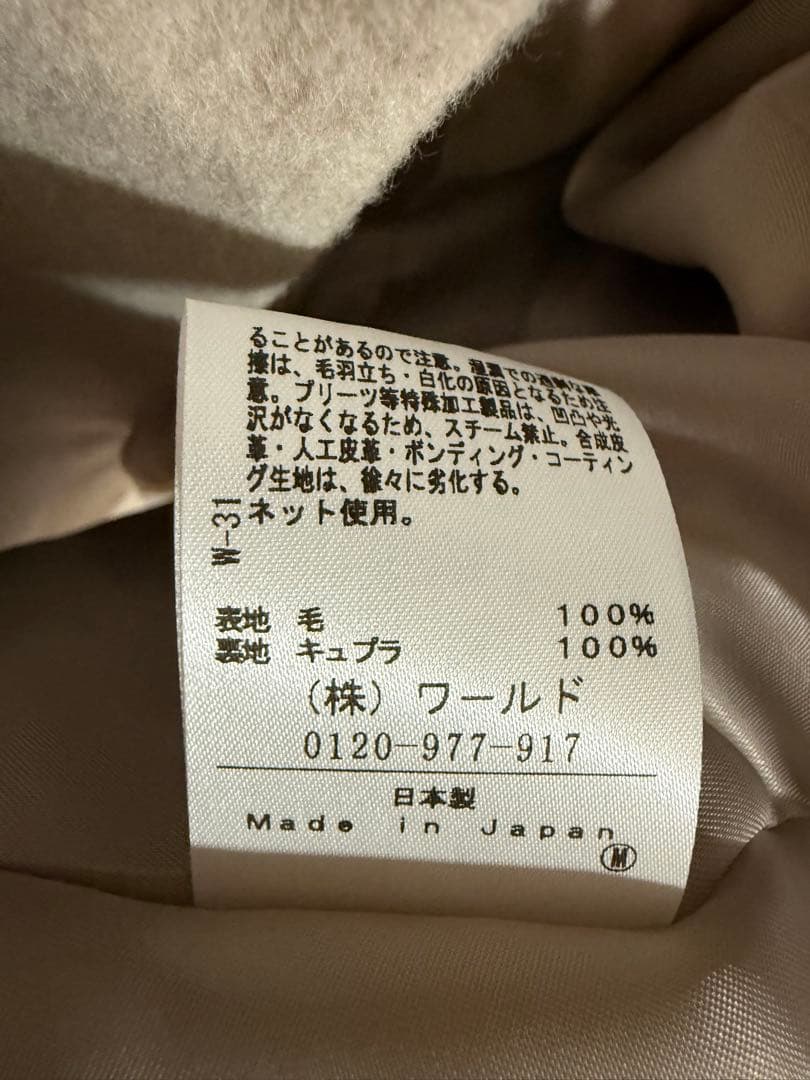 ることがあるので注意。湿潤での過剰な摩
擦は、毛羽立ち・白化の原因となるため注
意。プリーツ等特殊加工製品は、凹凸や光
沢がなくなるため、スチーム禁止。合成皮
革・人工皮革・ボンディング・コーティン
グ生地は、徐々に劣化する。
ネット使用。
W-31
表地 毛 100%
裏地 キュプラ 100%
(株) ワールド
0120-977-917
日本製
Made in Japan
M